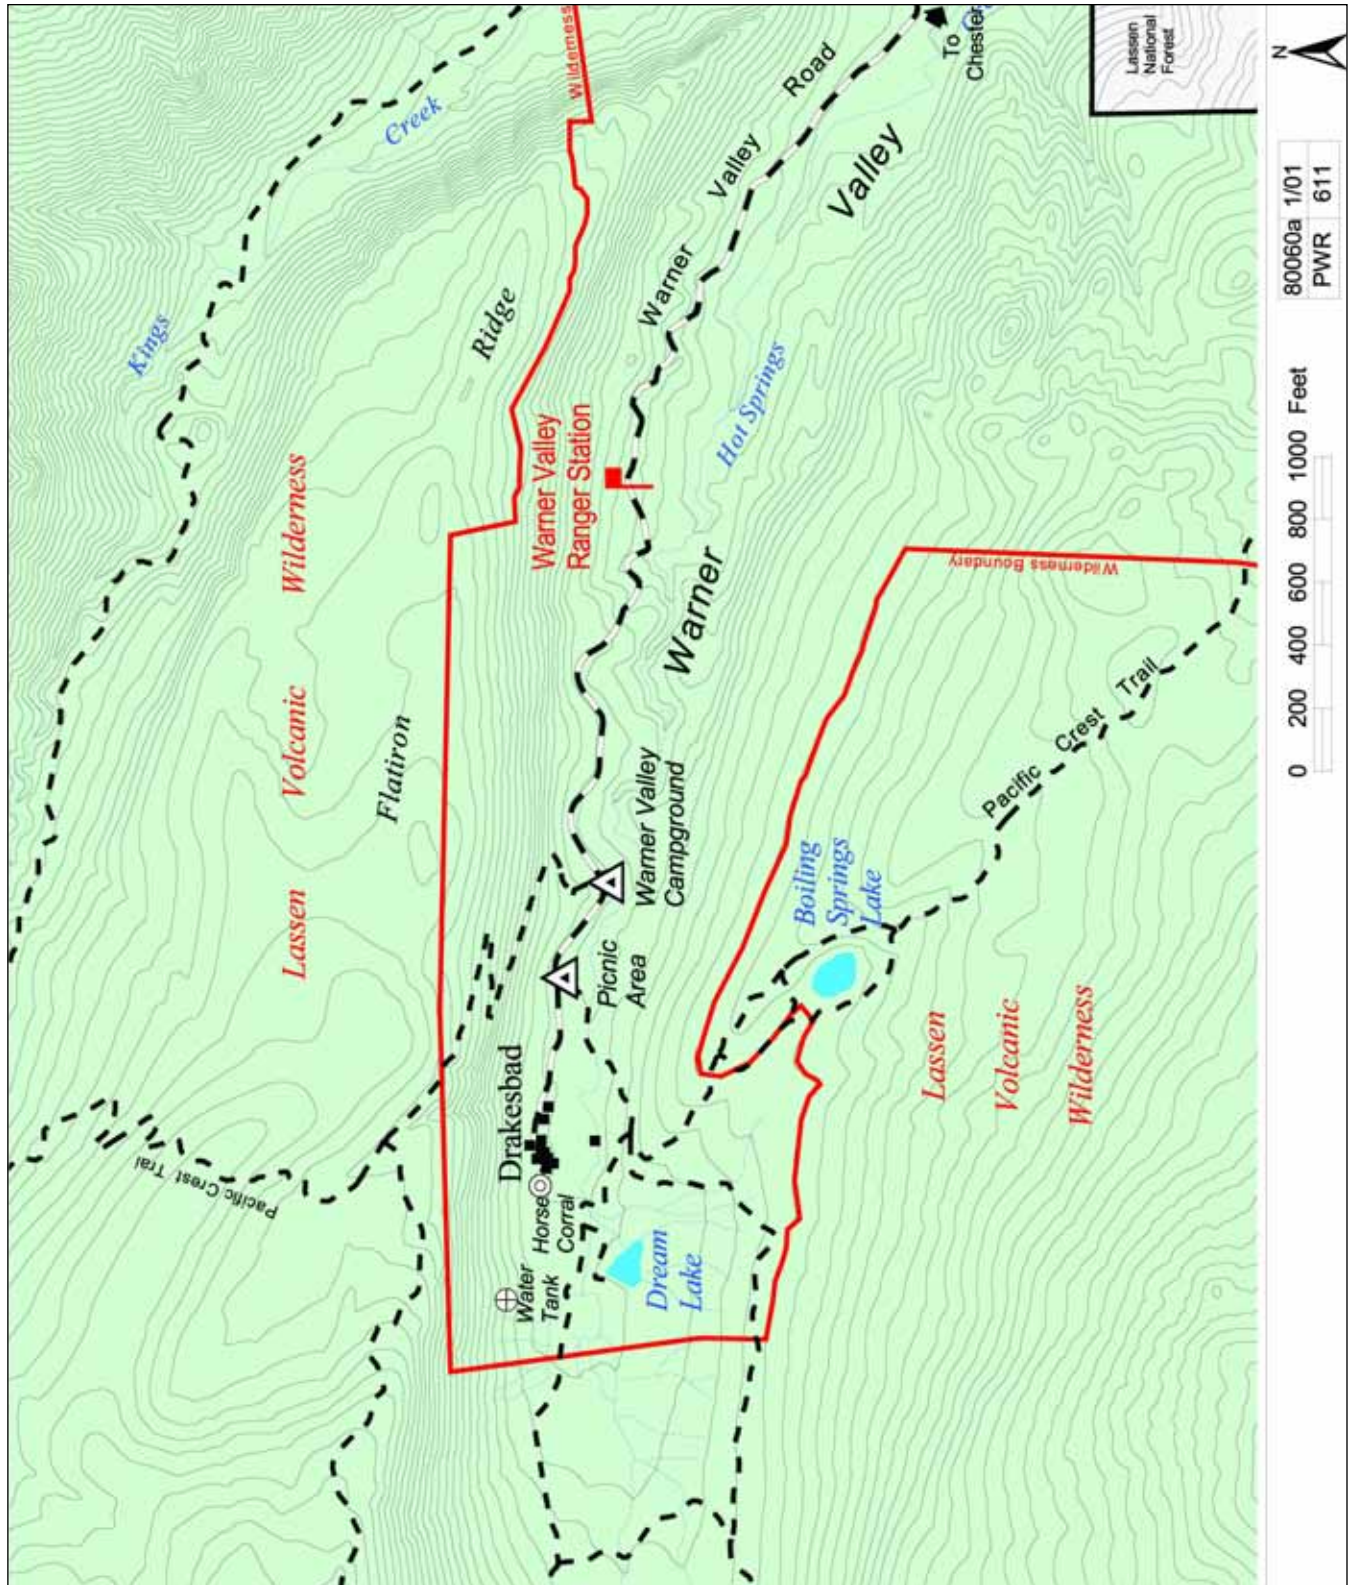 Kings
Creek
Lassen
Volcanic
Wilderness
Pacific Crest Trail
Flatiron
Ridge
Wilderness
Warner Valley
Ranger Station
Drakesbad
Horse
Corral
Water
Tank
Picnic
Area
Warner Valley
Campground
Warner Valley Road
Dream
Lake
Warner
Valley
Hot Springs
To
Chester
Boiling
Springs
Lake
Wilderness Boundary
Pacific Crest Trail
Lassen
Volcanic
Wilderness
Lassen
National
Forest
0 200 400 600 800 1000 Feet
80060a 1/01
PWR 611
N